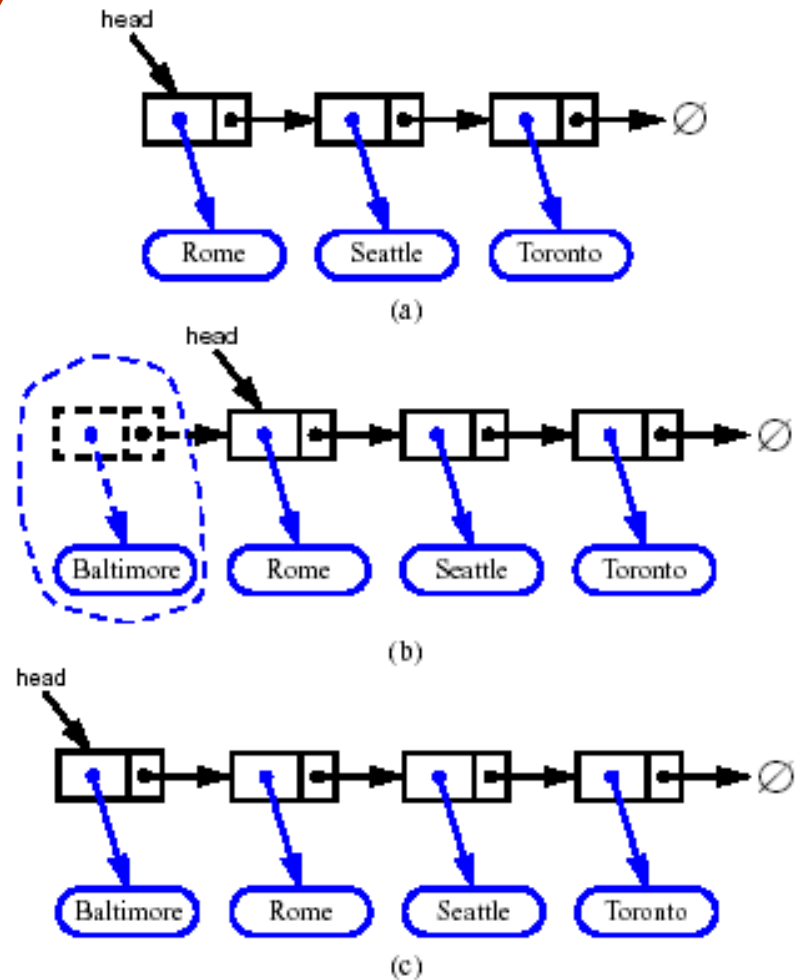 head
∅
Rome Seattle Toronto
(a)
head
∅
Baltimore Rome Seattle Toronto
(b)
head
∅
Baltimore Rome Seattle Toronto
(c)